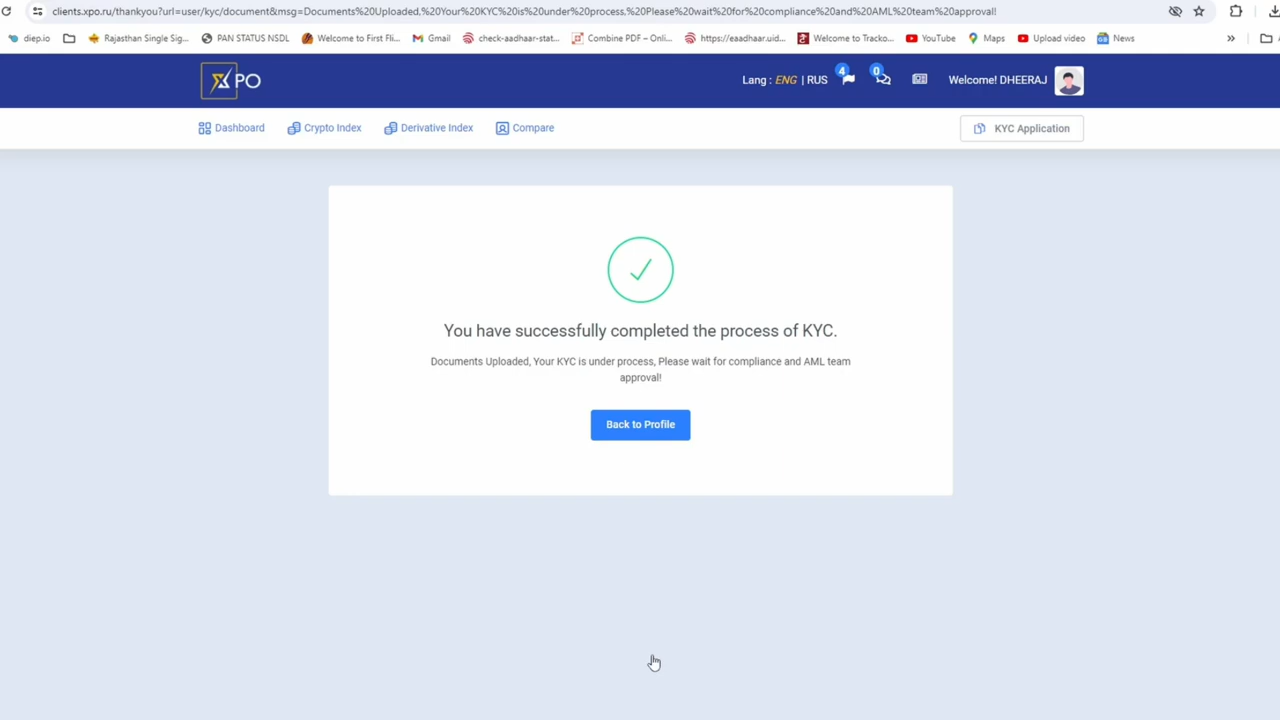 clients.xpo.ru/thankyou?url=user/kyc/document&msg=Documents%20Uploaded,%20Your%20KYC%20is%20under%20process,%20Please%20wait%20for%20compliance%20and%20AML%20team%20approval!
diep.io Rajasthan Single Sig... PAN STATUS NSDL Welcome to First Fli... Gmail check-aadhaar-stat... Combine PDF – Onli... https://eaadhaar.uid... Welcome to Tracko... YouTube Maps Upload video News »
XPO Lang : ENG | RUS 4 0 Welcome! DHEERAJ
Dashboard Crypto Index Derivative Index Compare KYC Application
You have successfully completed the process of KYC.
Documents Uploaded, Your KYC is under process, Please wait for compliance and AML team
approval!
Back to Profile